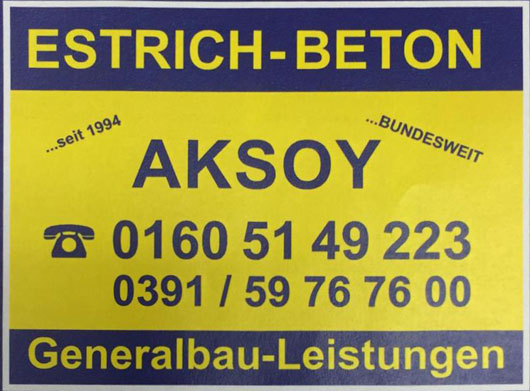 ESTRICH-BETON
...seit 1994
...BUNDESWEIT
AKSOY
0160 51 49 223
0391 / 59 76 76 00
Generalbau-Leistungen